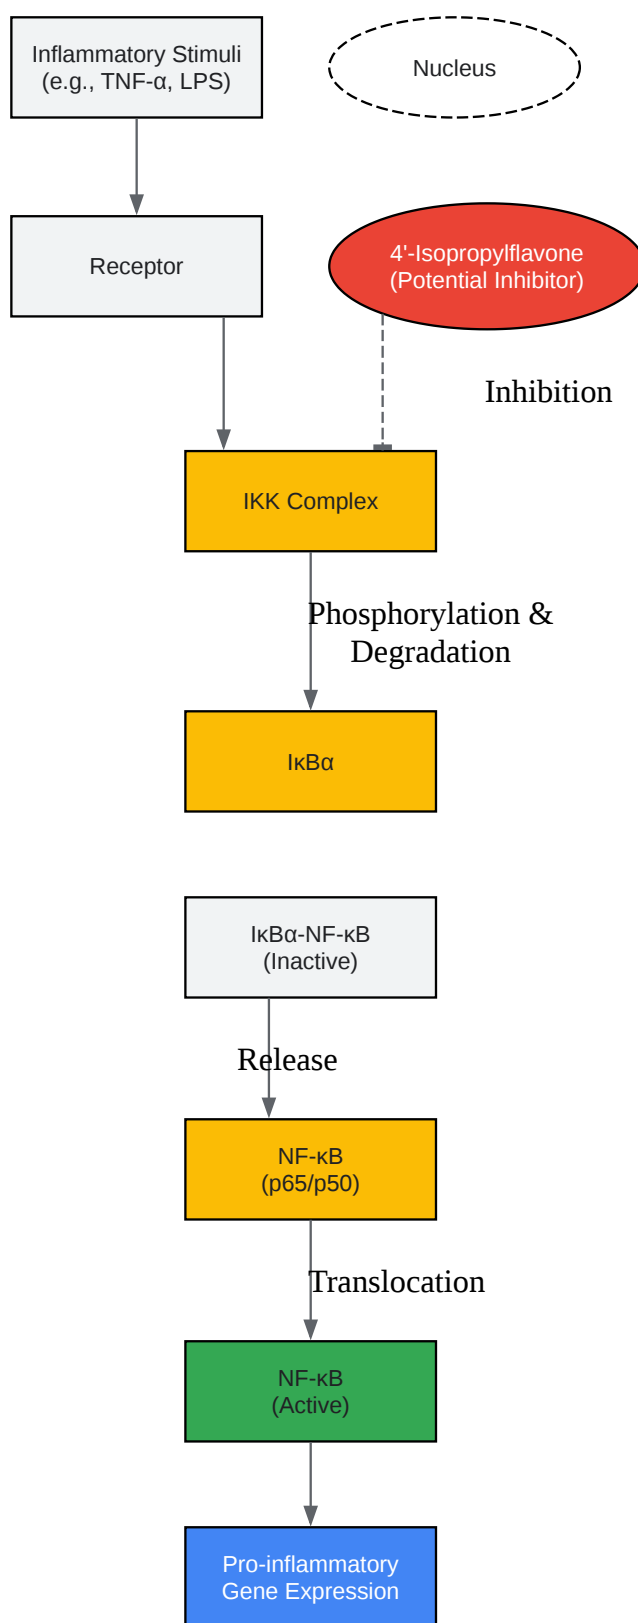 Inflammatory Stimuli
(e.g., TNF-α, LPS)
Nucleus
Receptor
4'-Isopropylflavone
(Potential Inhibitor)
Inhibition
IKK Complex
Phosphorylation &
Degradation
IκBα
IκBα-NF-κB
(Inactive)
Release
NF-κB
(p65/p50)
Translocation
NF-κB
(Active)
Pro-inflammatory
Gene Expression